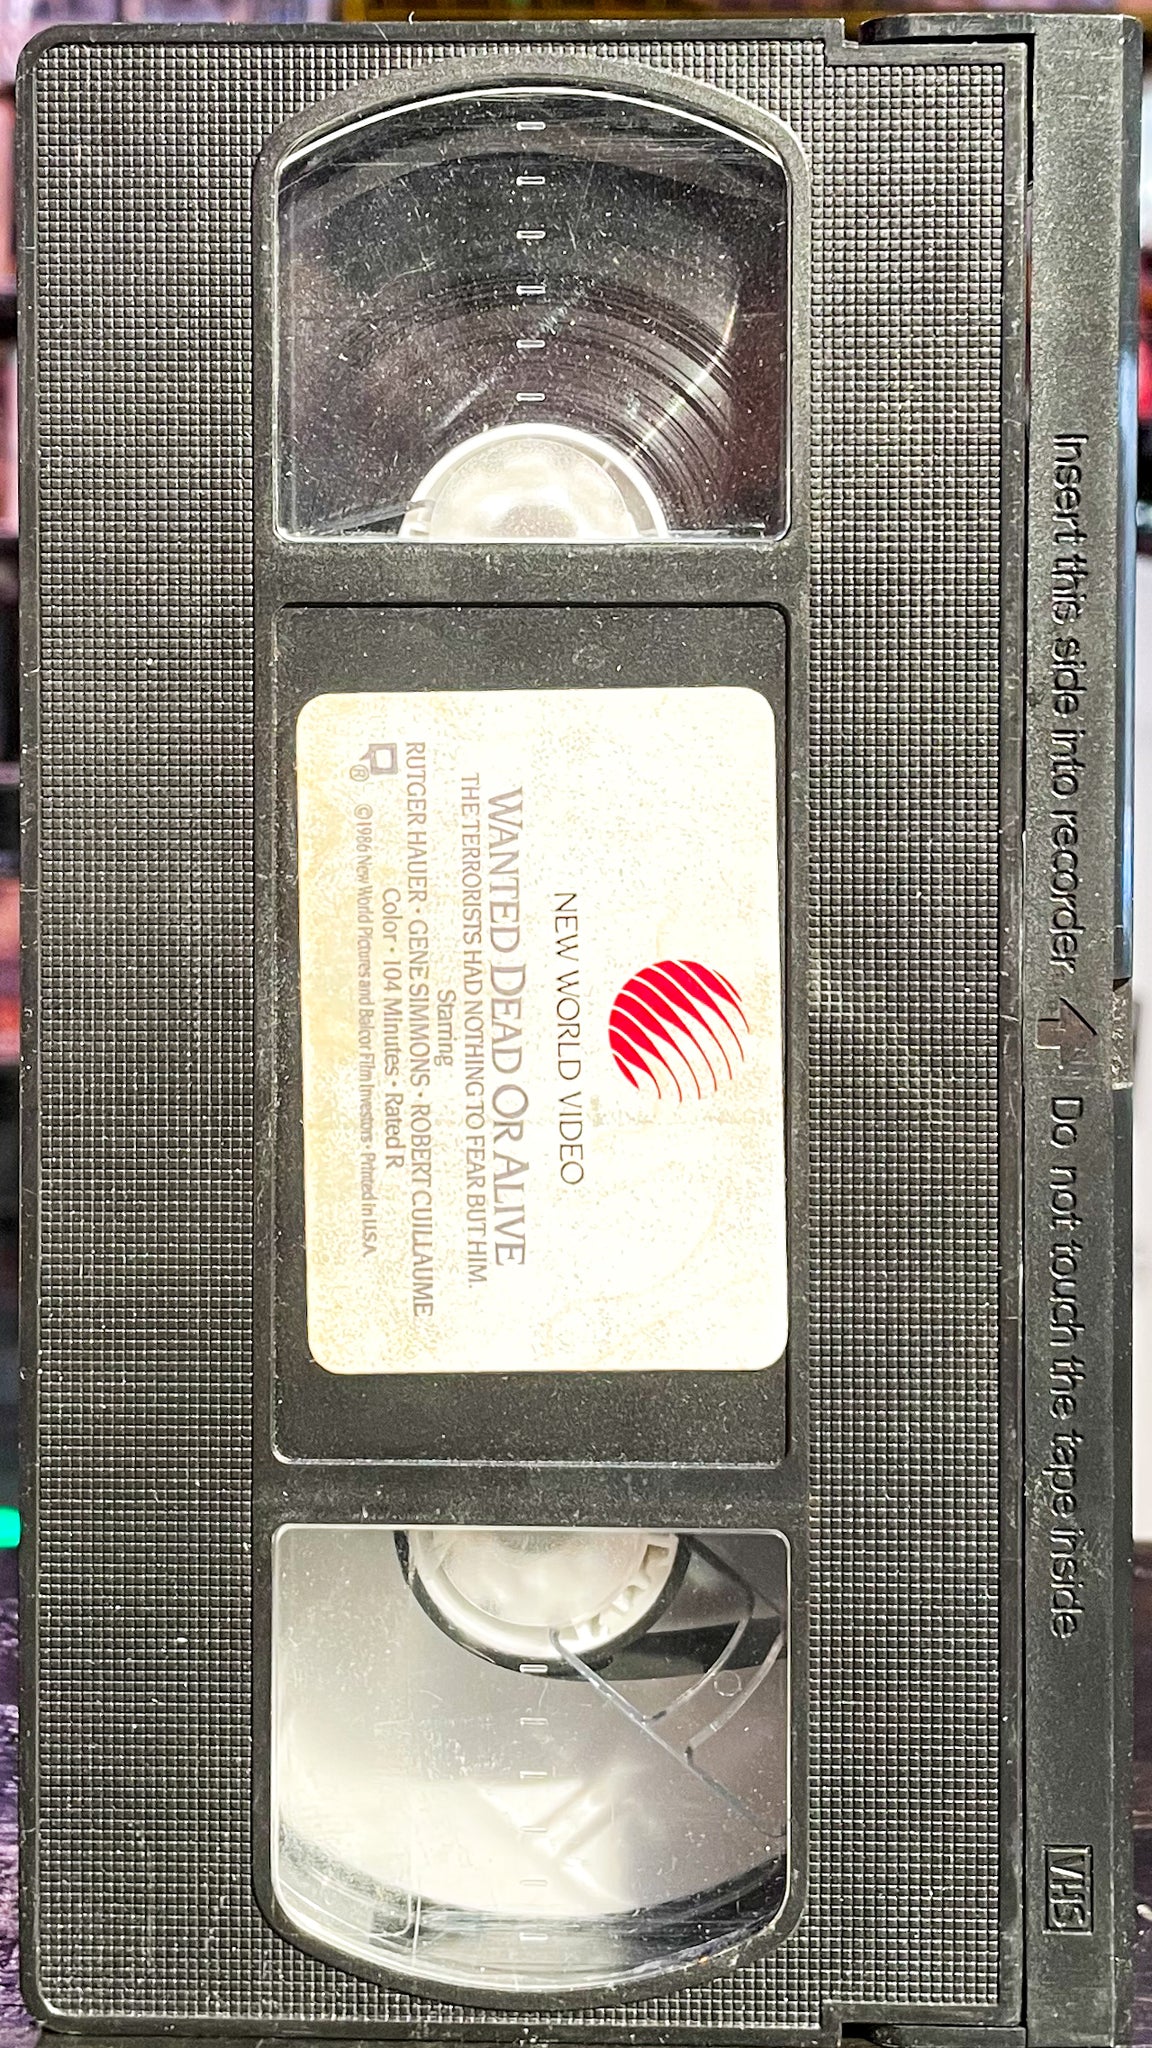 NEW WORLD VIDEO
WANTED DEAD OR ALIVE
THE TERRORISTS HAD NOTHING TO FEAR BUT HIM.
Starring
RUTGER HAUER • GENE SIMMONS • ROBERT CUILLAUME
Color • 104 Minutes • Rated R
® ©1986 New World Pictures and Balcor Film Investors • Printed in U.S.A.
Insert this side into recorder Do not touch the tape inside
VHS